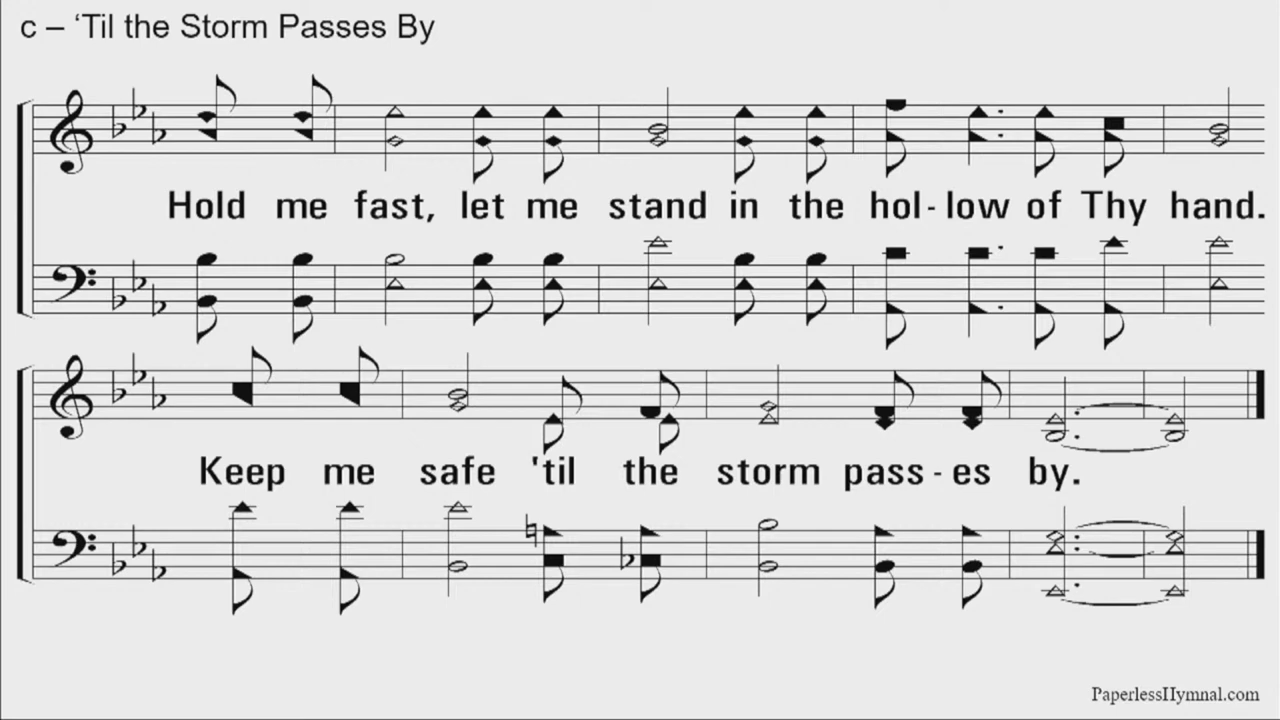 c – ‘Til the Storm Passes By
Hold me fast, let me stand in the hol - low of Thy hand.
Keep me safe 'til the storm pass - es by.
PaperlessHymnal.com